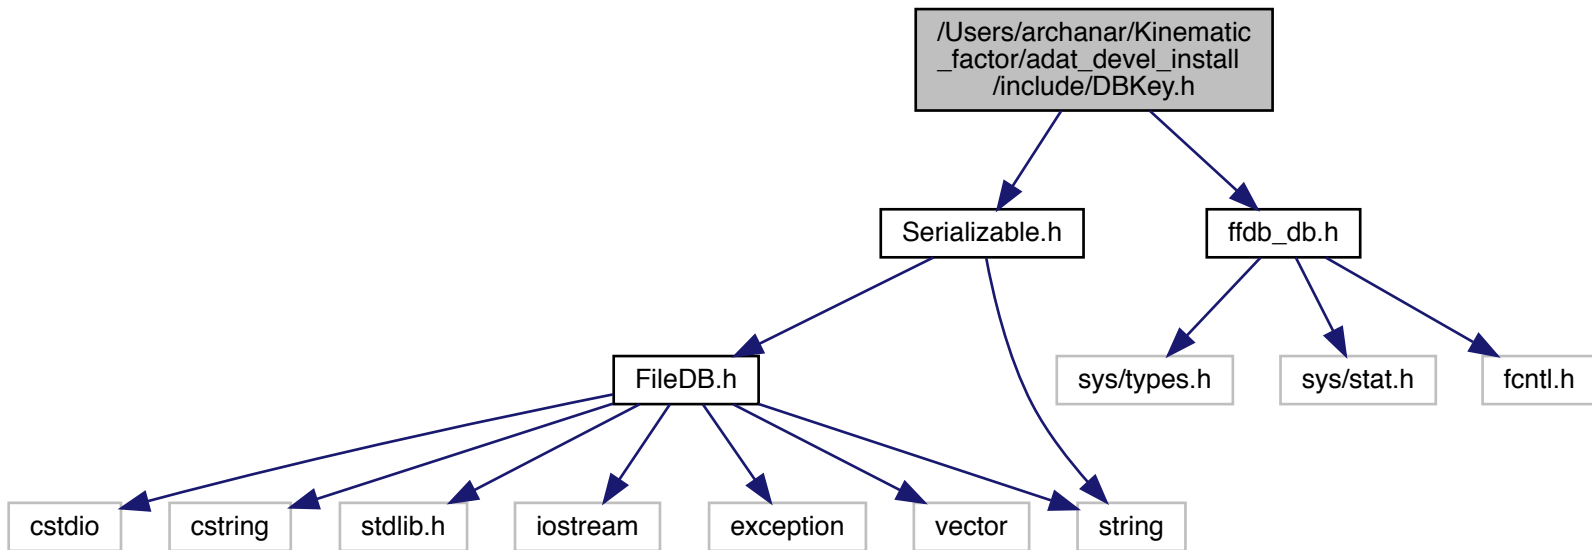 /Users/archanar/Kinematic
_factor/adat_devel_install
/include/DBKey.h
Serializable.h
ffdb_db.h
FileDB.h
sys/types.h
sys/stat.h
fcntl.h
cstdio
cstring
stdlib.h
iostream
exception
vector
string